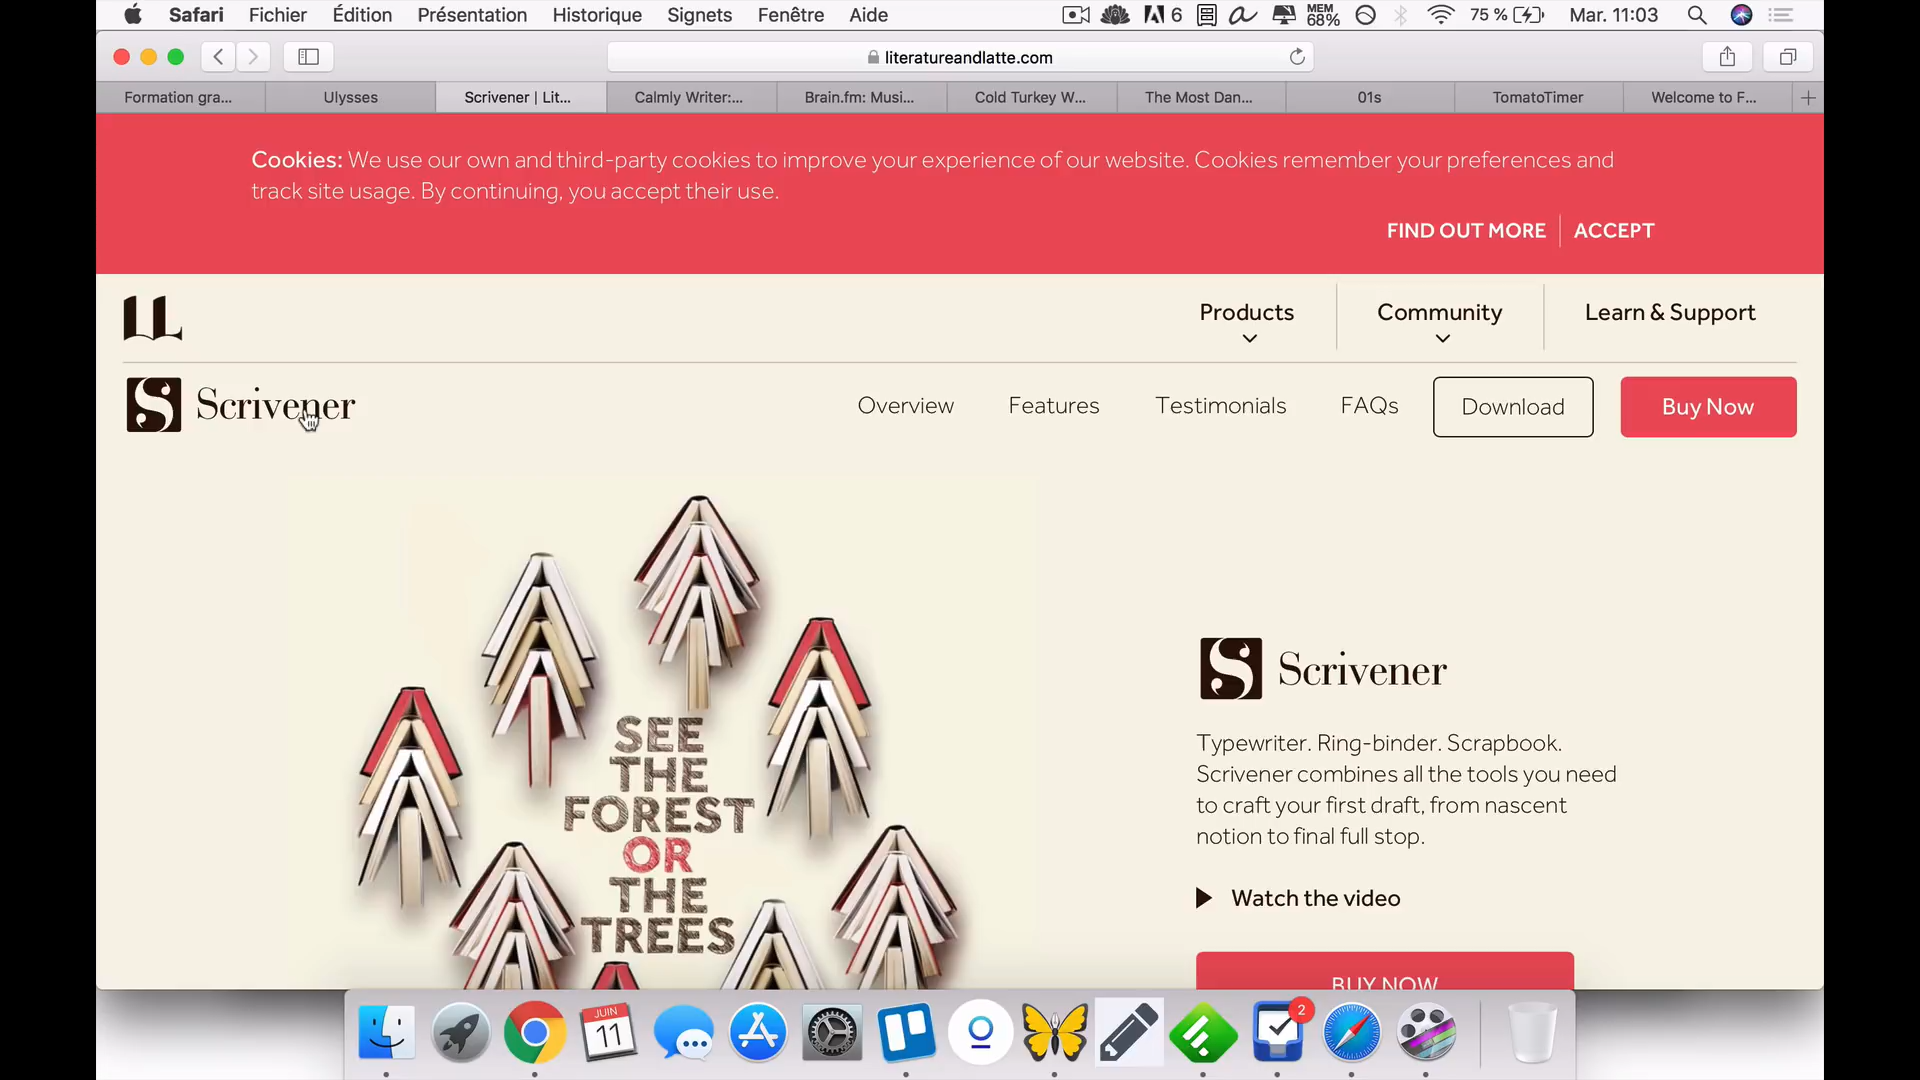 Safari Fichier Édition Présentation Historique Signets Fenêtre Aide 6 MEM 68% 75 % Mar. 11:03
literatureandlatte.com
Formation gra... Ulysses Scrivener | Lit... Calmly Writer:... Brain.fm: Musi... Cold Turkey W... The Most Dan... 01s TomatoTimer Welcome to F...
Cookies: We use our own and third-party cookies to improve your experience of our website. Cookies remember your preferences and
track site usage. By continuing, you accept their use.
FIND OUT MORE ACCEPT
LL Products Community Learn & Support
S Scrivener Overview Features Testimonials FAQs Download Buy Now
SEE
THE
FOREST
OR
THE
TREES
S Scrivener
Typewriter. Ring-binder. Scrapbook.
Scrivener combines all the tools you need
to craft your first draft, from nascent
notion to final full stop.
Watch the video
BUY NOW
JUIN
11
2